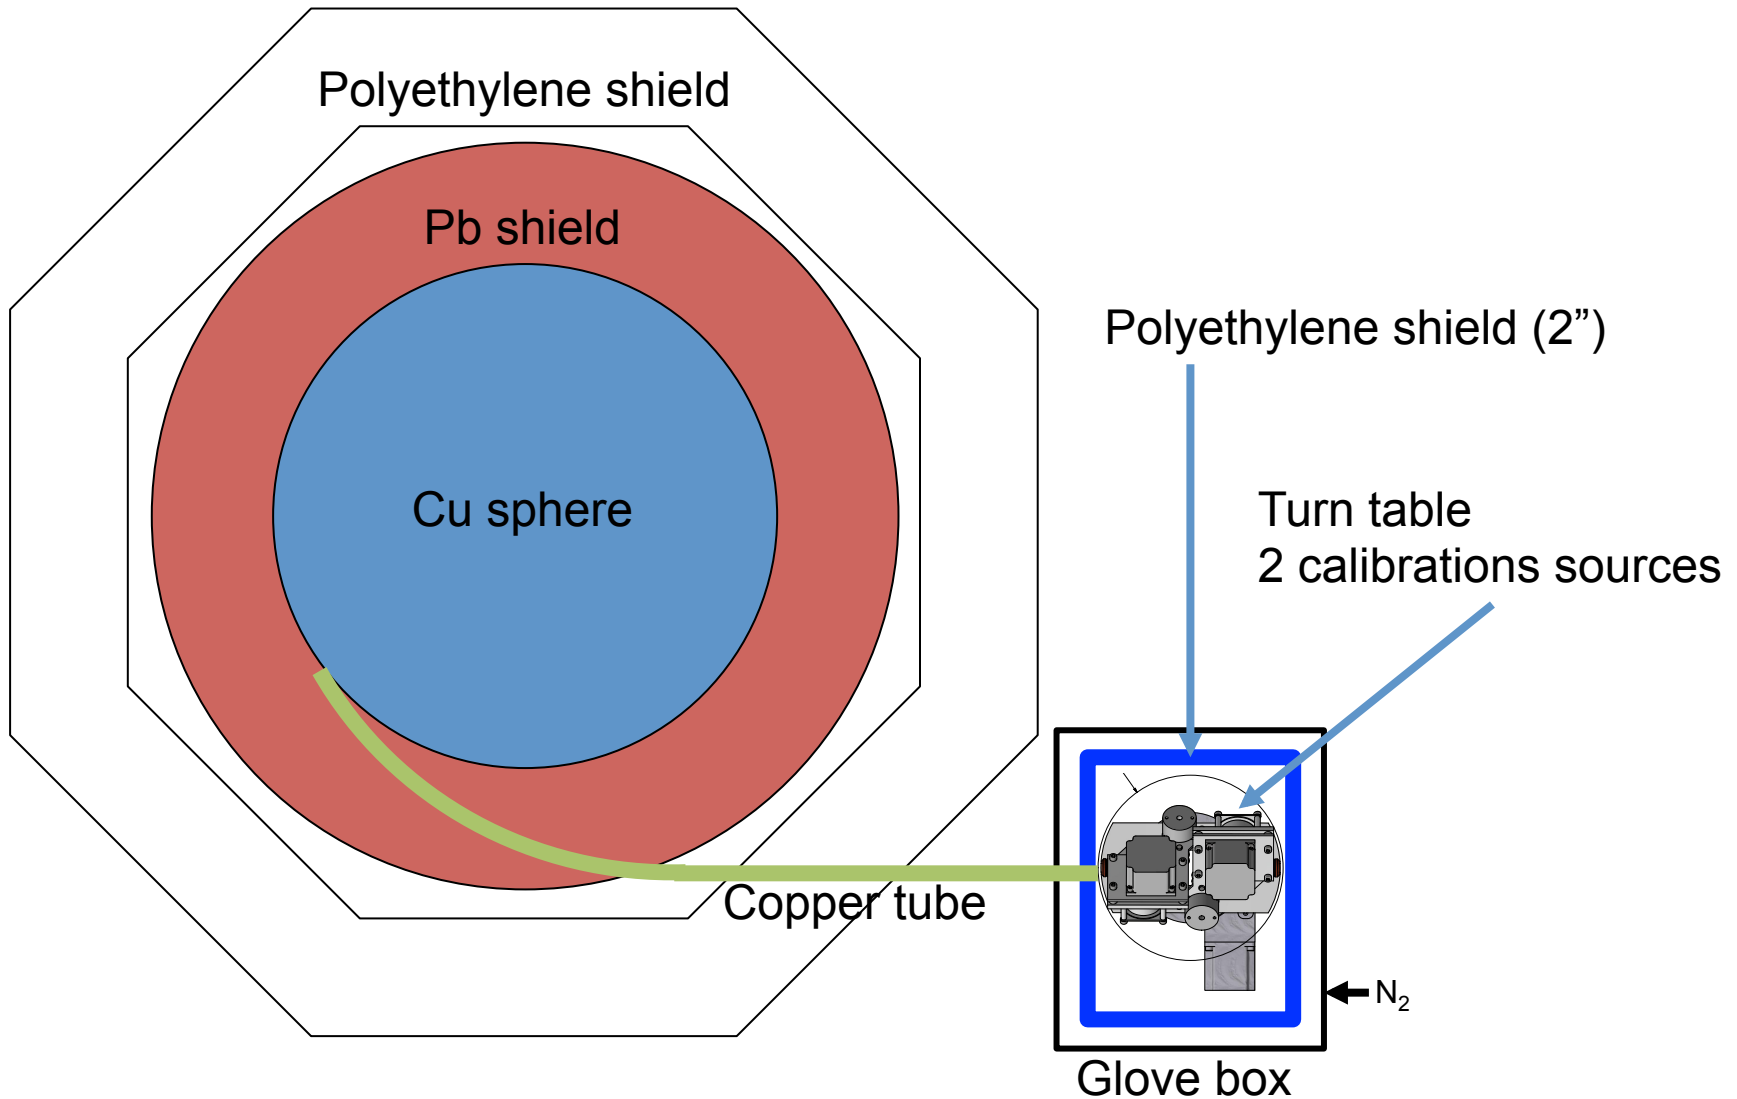 Polyethylene shield
Pb shield
Cu sphere
Copper tube
Polyethylene shield (2”)
Turn table
2 calibrations sources
N₂
Glove box